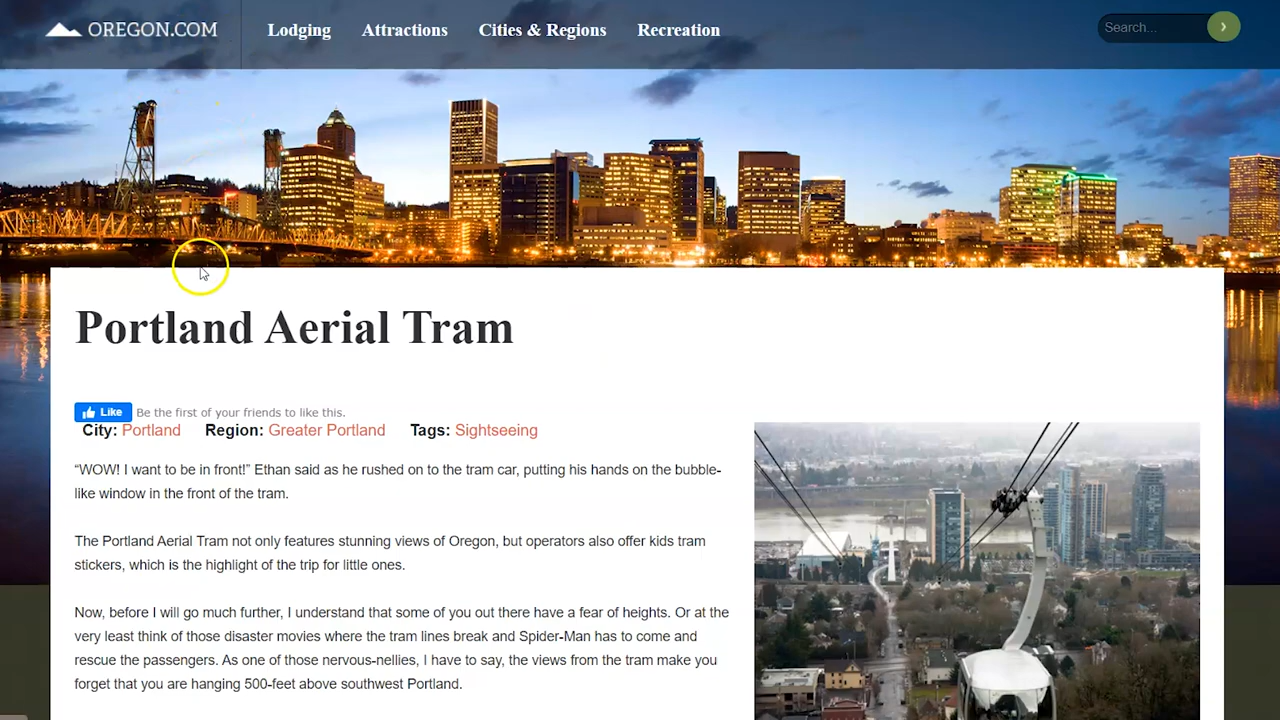 OREGON.COM
Lodging
Attractions
Cities & Regions
Recreation
Search...
Portland Aerial Tram
Like Be the first of your friends to like this.
City: Portland Region: Greater Portland Tags: Sightseeing
“WOW! I want to be in front!” Ethan said as he rushed on to the tram car, putting his hands on the bubble-
like window in the front of the tram.
The Portland Aerial Tram not only features stunning views of Oregon, but operators also offer kids tram
stickers, which is the highlight of the trip for little ones.
Now, before I will go much further, I understand that some of you out there have a fear of heights. Or at the
very least think of those disaster movies where the tram lines break and Spider-Man has to come and
rescue the passengers. As one of those nervous-nellies, I have to say, the views from the tram make you
forget that you are hanging 500-feet above southwest Portland.